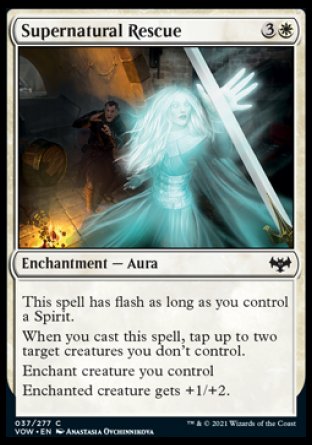 Supernatural Rescue 3
Enchantment — Aura
This spell has flash as long as you control
a Spirit.
When you cast this spell, tap up to two
target creatures you don't control.
Enchant creature you control
Enchanted creature gets +1/+2.
037/277 C
VOW • EN Anastasia Ovchinnikova
™ & © 2021 Wizards of the Coast